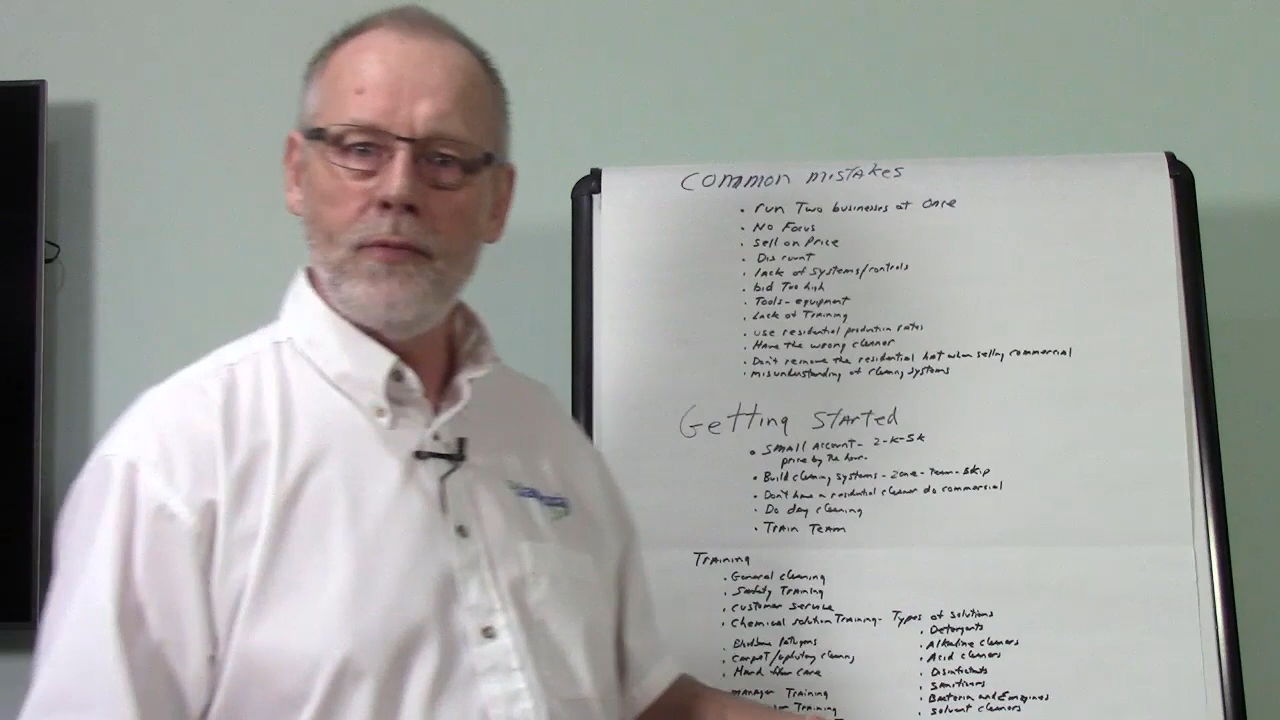 Common mistakes
• run Two businesses at once
• No Focus
• Sell on Price
• Discount
• lack of systems/controls
• bid Too high
• Tools - equipment
• Lack of Training
• use residential production rates
• Have the wrong cleaner
• Don't remove the residential hat when selling commercial
• misunderstanding of cleaning systems
Getting Started
• SMALL Account - 2-K-5k
price by the hour
• Build cleaning systems - zone - Team - skip
• Don't have a residential cleaner do commercial
• Do day cleaning
• Train Team
Training
• General cleaning
• Safety Training
• Customer Service
• Chemical solution Training - Types of solutions
• Detergents
• Alkaline cleaners
• Acid cleaners
• Disinfectants
• Sanitizers
• Bacteria and Enzymes
• Solvent cleaners
• Bloodborne Pathogens
• Carpet/upholstery cleaning
• Hard floor care
manager Training
Training